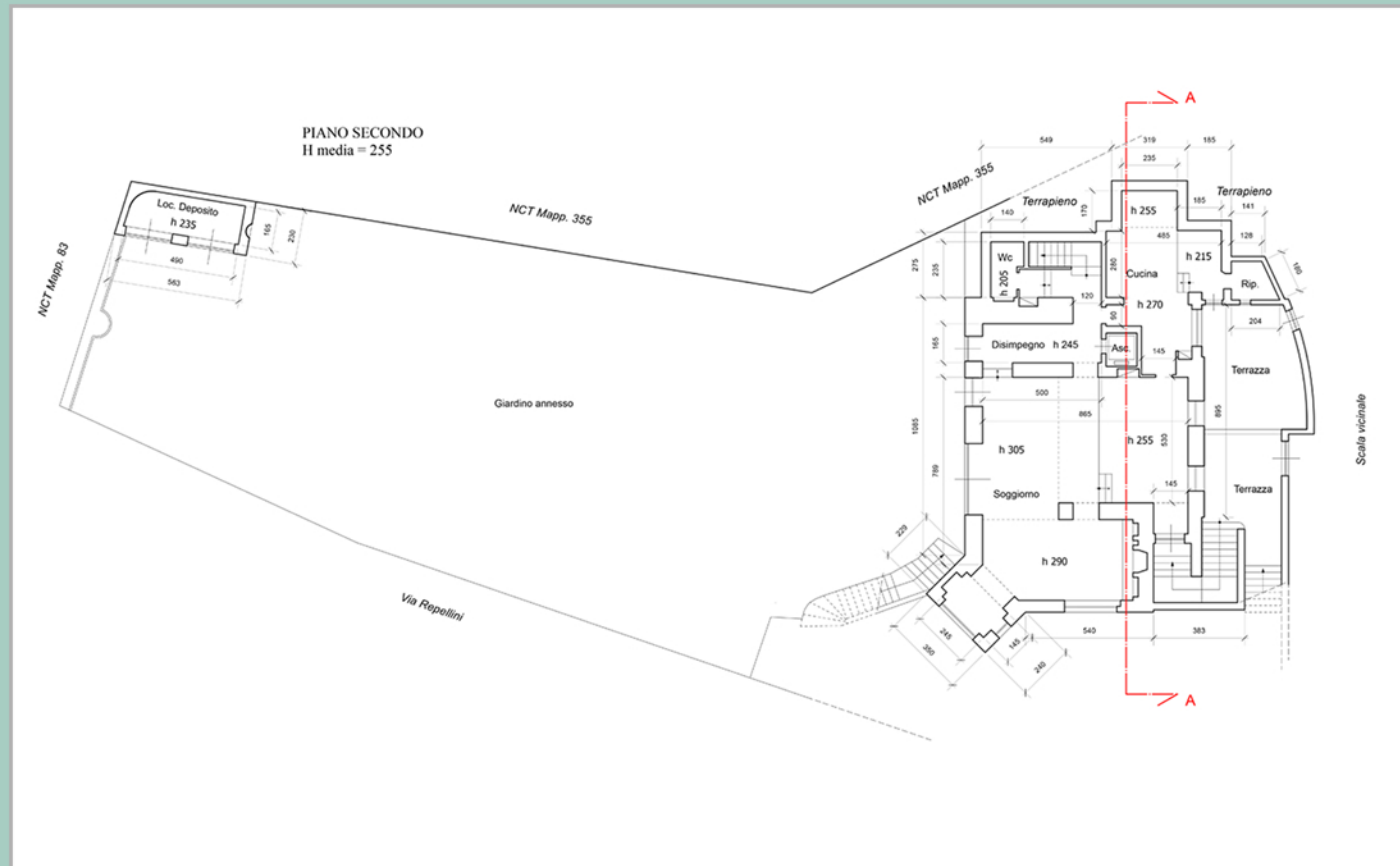 PIANO SECONDO
H media = 255
NCT Mapp. 355
NCT Mapp. 83
Loc. Deposito
h 235
165
230
490
563
Giardino annesso
Via Repellini
NCT Mapp. 355
A
549
319
185
235
Terrapieno
Terrapieno
140
170
h 255
185
141
485
128
180
275
235
Wc
h 205
280
h 215
Cucina
Rip.
120
h 270
90
204
165
Disimpegno
h 245
Asc.
145
Terrazza
500
865
895
1085
h 305
h 255
530
789
Soggiorno
145
Terrazza
Scala vicinale
229
h 290
245
350
145
240
540
383
A